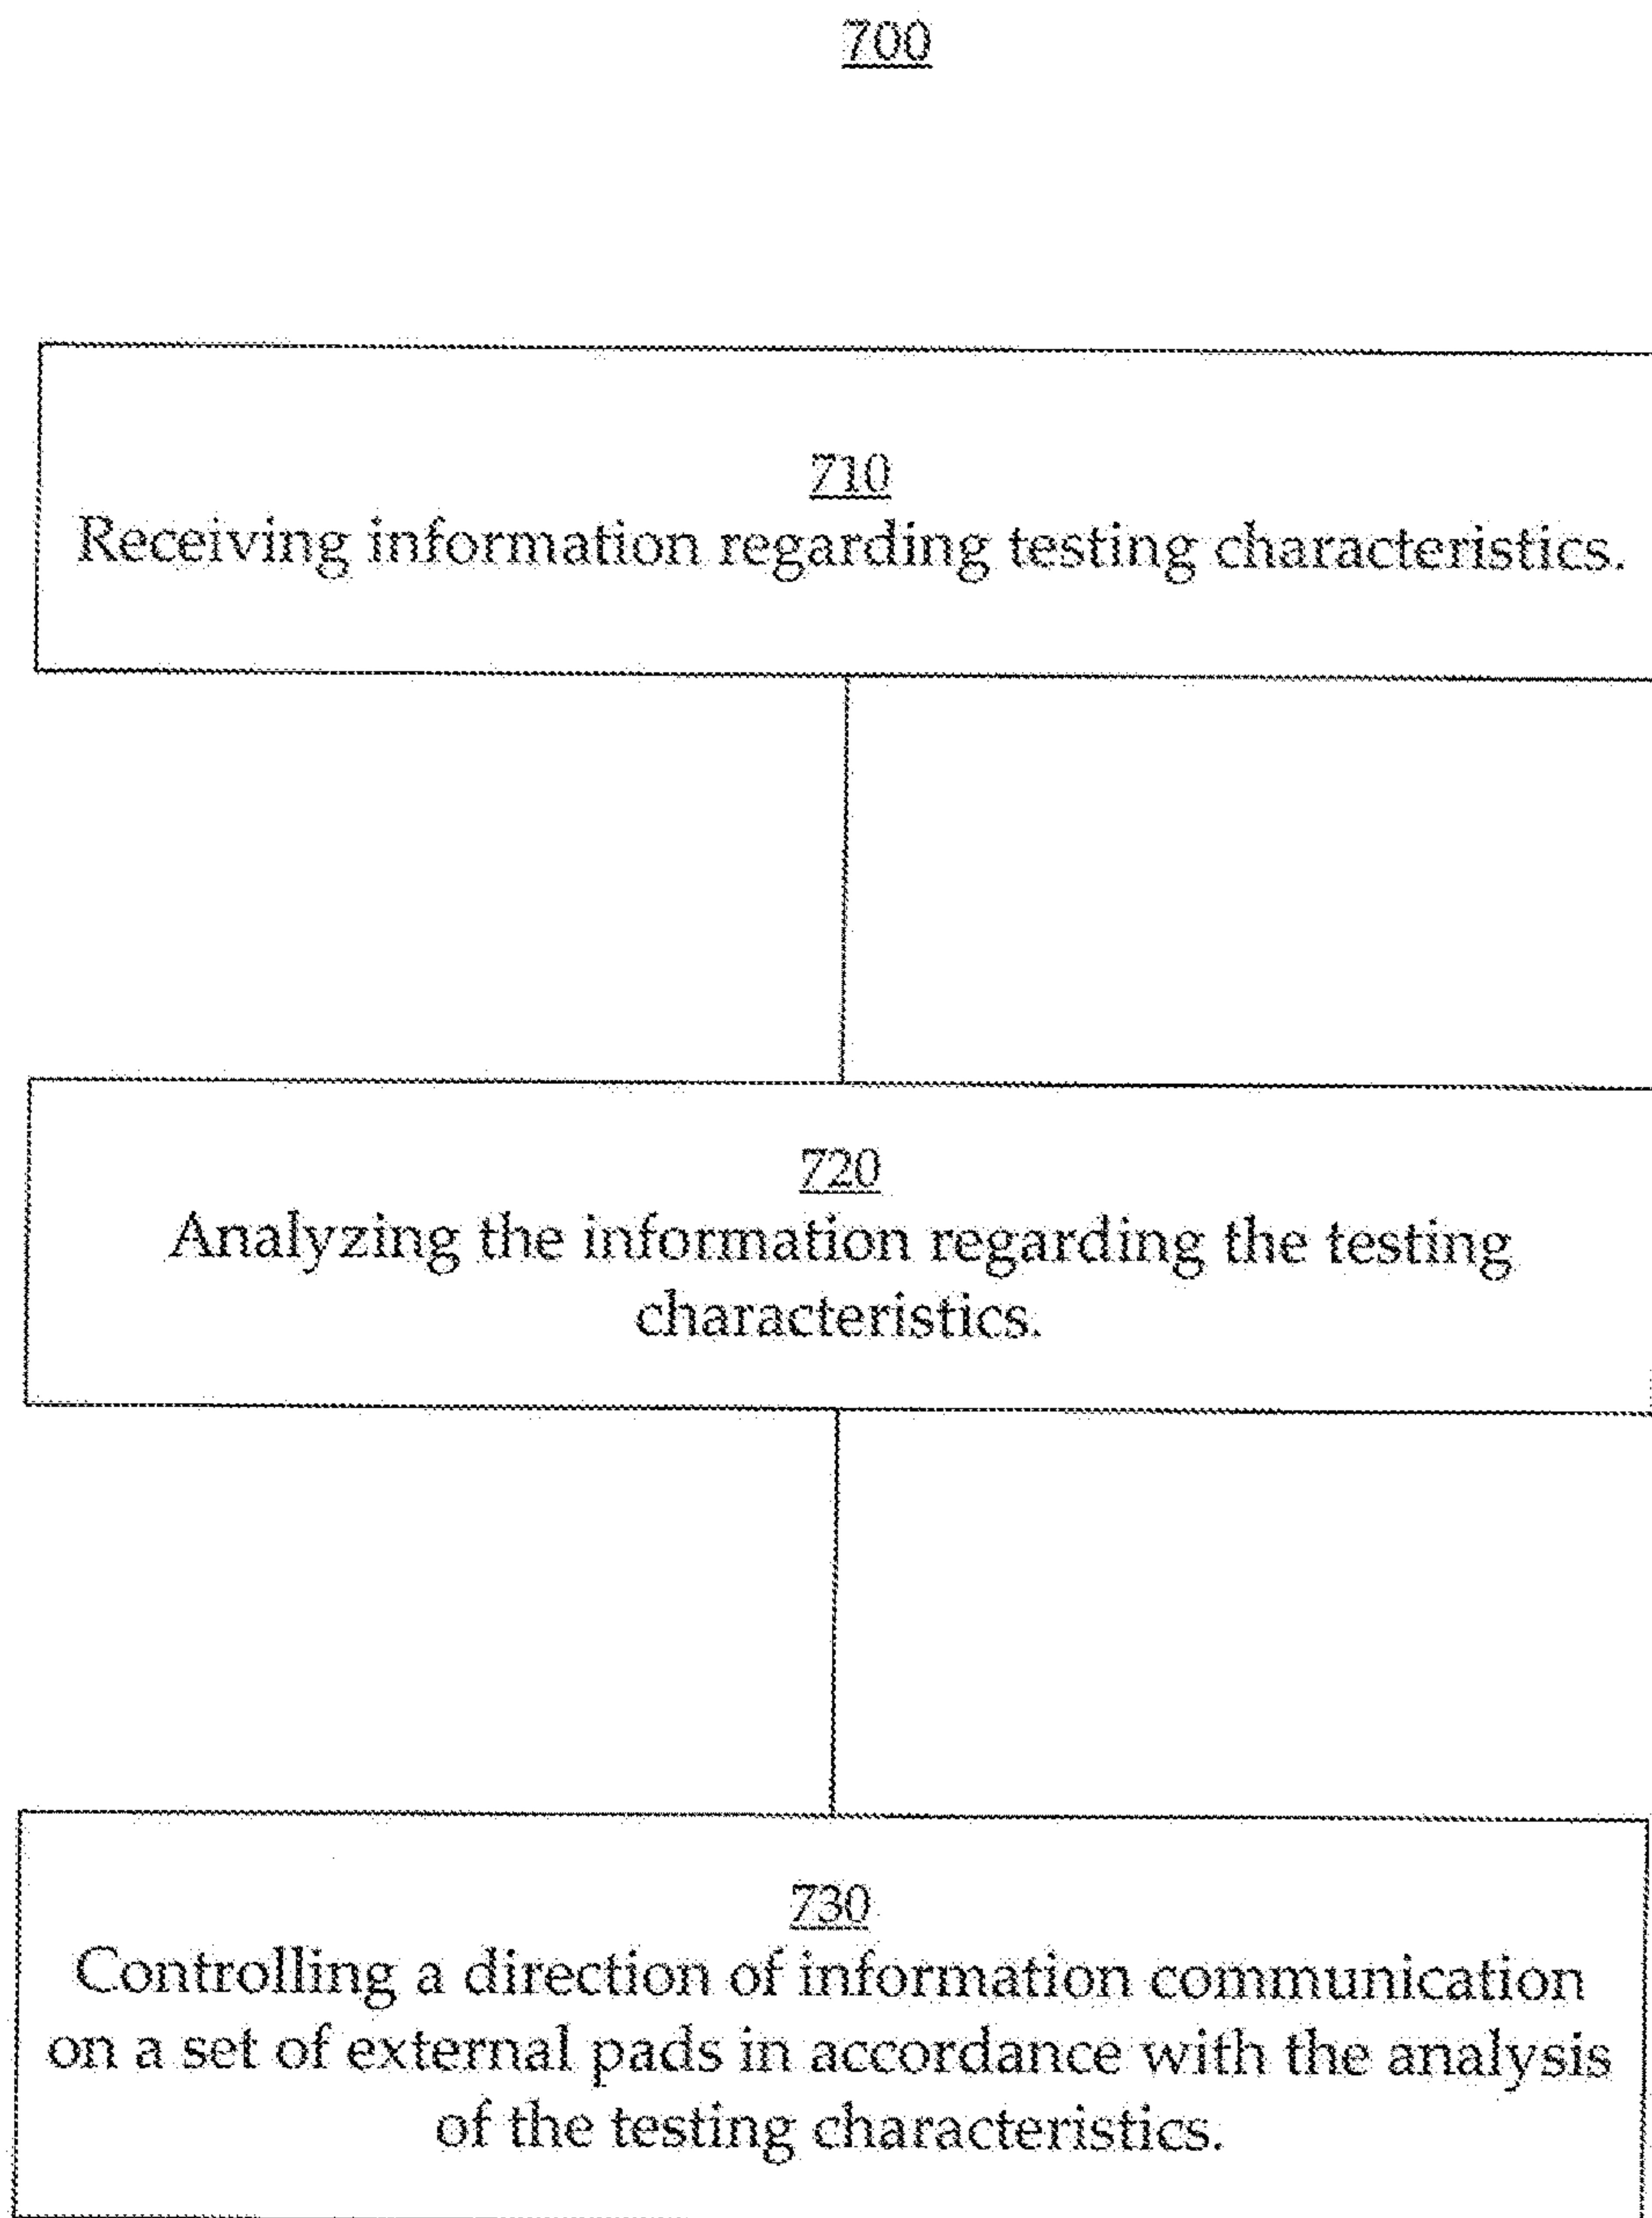 700
710
Receiving information regarding testing characteristics.
720
Analyzing the information regarding the testing
characteristics.
730
Controlling a direction of information communication
on a set of external pads in accordance with the analysis
of the testing characteristics.